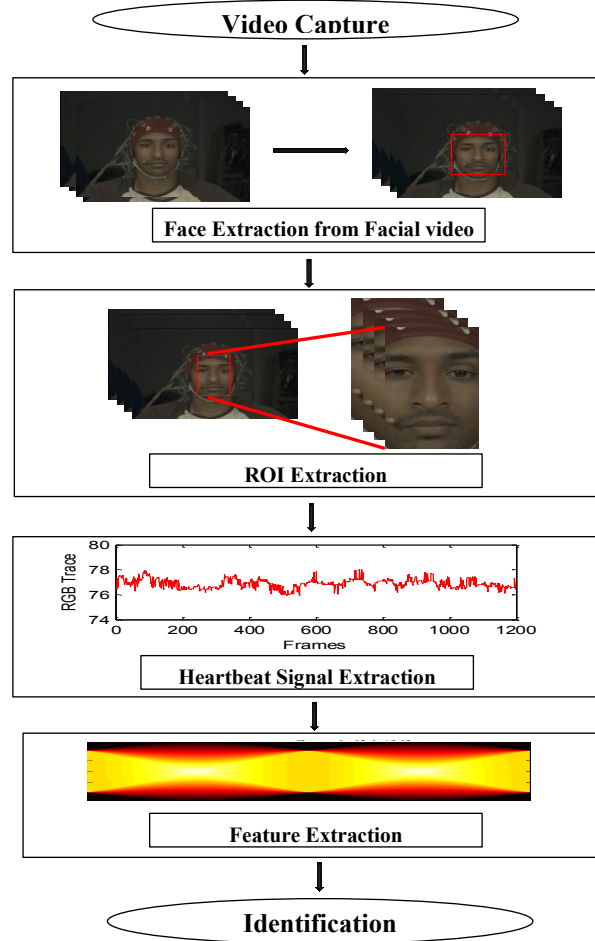 Video Capture
Face Extraction from Facial video
ROI Extraction
80
78
76
74
RGB Trace
0 200 400 600 800 1000 1200
Frames
Heartbeat Signal Extraction
Feature Extraction
Identification